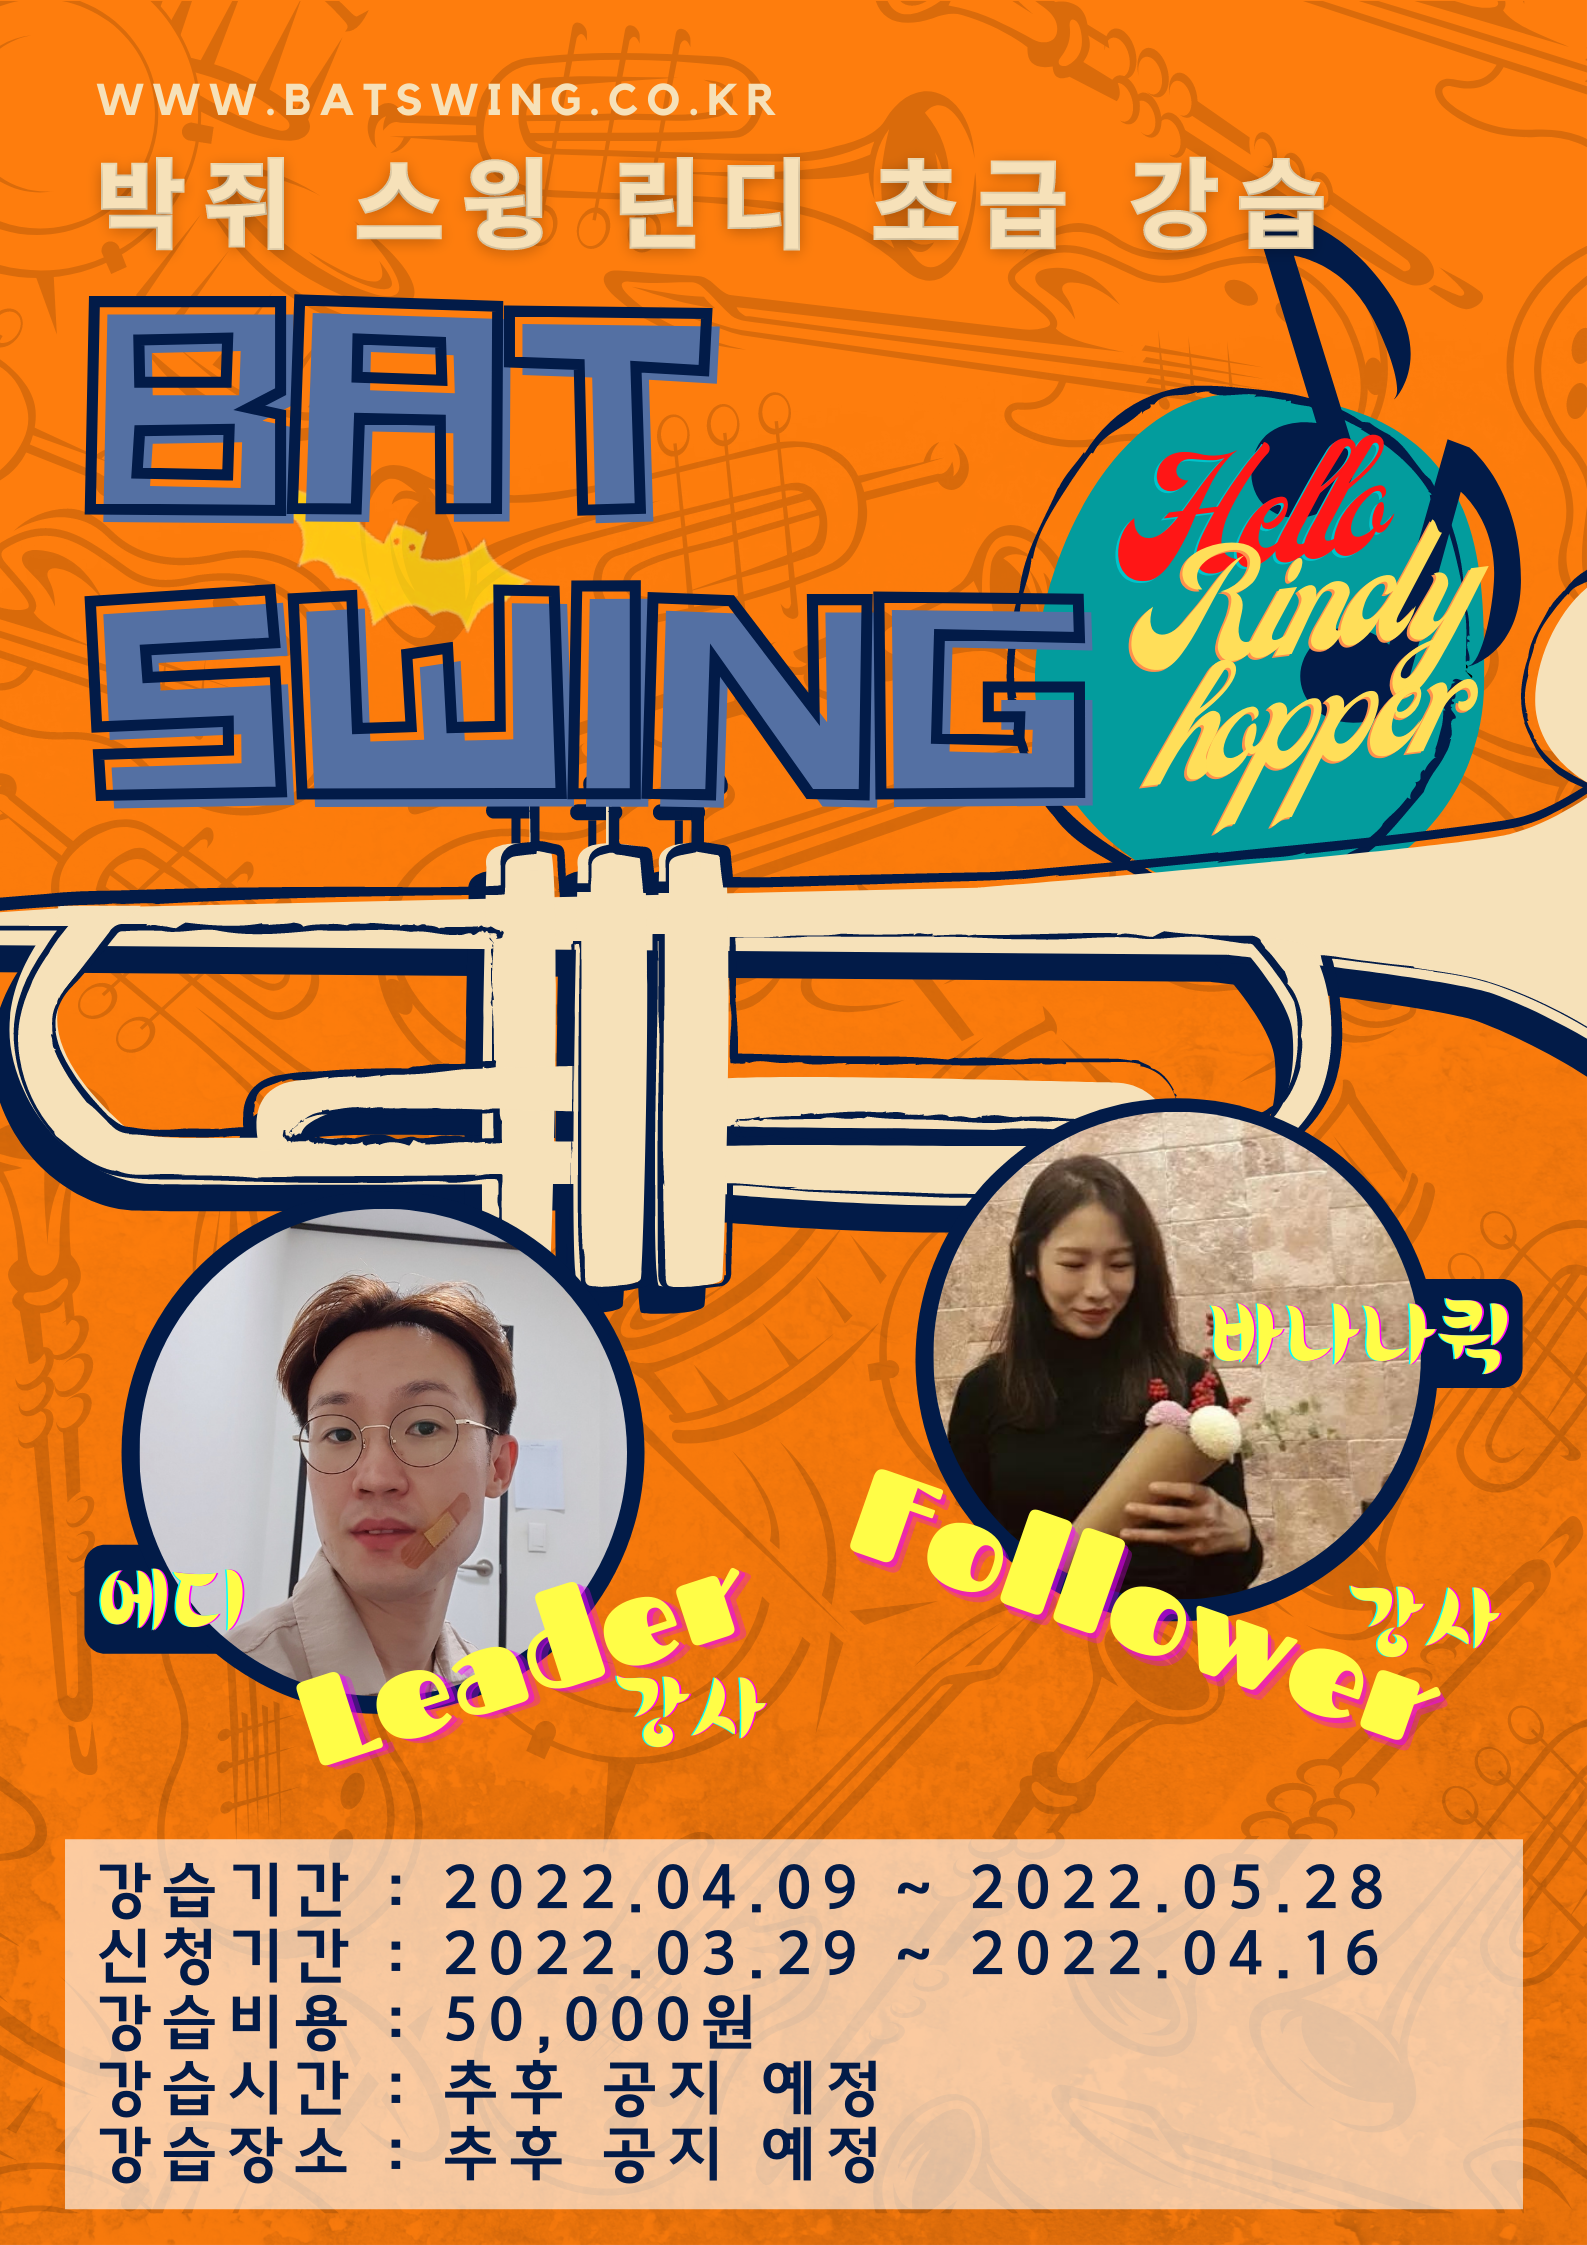 WWW.BATSWING.CO.KR
박쥐 스윙 린디 초급 강습
BAT
SWING
Hello
Rindy
hopper
바나나퀵
Follower
강사
에디
Leader
강사
강습기간 : 2022.04.09 ~ 2022.05.28
신청기간 : 2022.03.29 ~ 2022.04.16
강습비용 : 50,000원
강습시간 : 추후 공지 예정
강습장소 : 추후 공지 예정